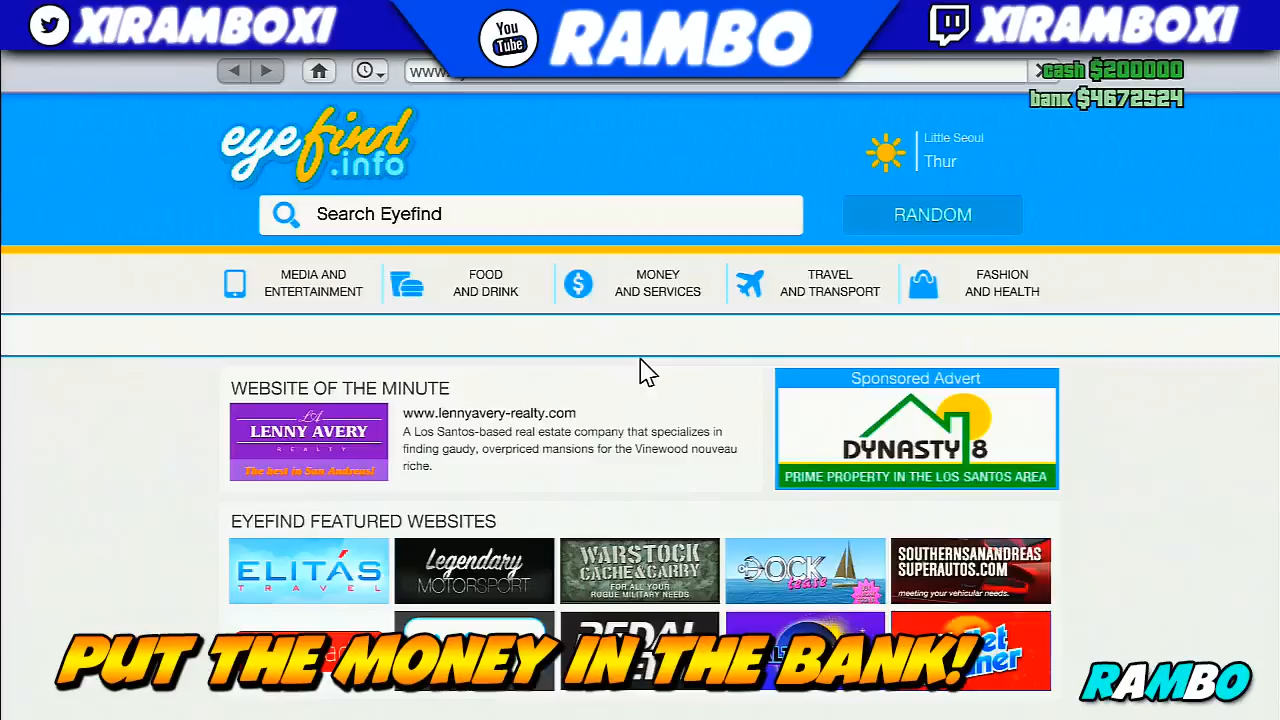 XIRAMBOXI
You Tube
RAMBO
XIRAMBOXI
www.
cash $200000
bank $4672524
eyefind.info
Little Seoul
Thur
Search Eyefind
RANDOM
MEDIA AND ENTERTAINMENT
FOOD AND DRINK
MONEY AND SERVICES
TRAVEL AND TRANSPORT
FASHION AND HEALTH
WEBSITE OF THE MINUTE
LA
LENNY AVERY
REALTY
The best in San Andreas!
www.lennyavery-realty.com
A Los Santos-based real estate company that specializes in
finding gaudy, overpriced mansions for the Vinewood nouveau
riche.
Sponsored Advert
DYNASTY 8
PRIME PROPERTY IN THE LOS SANTOS AREA
EYEFIND FEATURED WEBSITES
ELITÁS
TRAVEL
Legendary
MOTORSPORT
WARSTOCK
CACHE & CARRY
FOR ALL YOUR
ROGUE MILITARY NEEDS
DOCK
tease
SOUTHERNSANANDREAS
SUPERAUTOS.COM
meeting your vehicular needs.
PEDAL
PUT THE MONEY IN THE BANK!
RAMBO